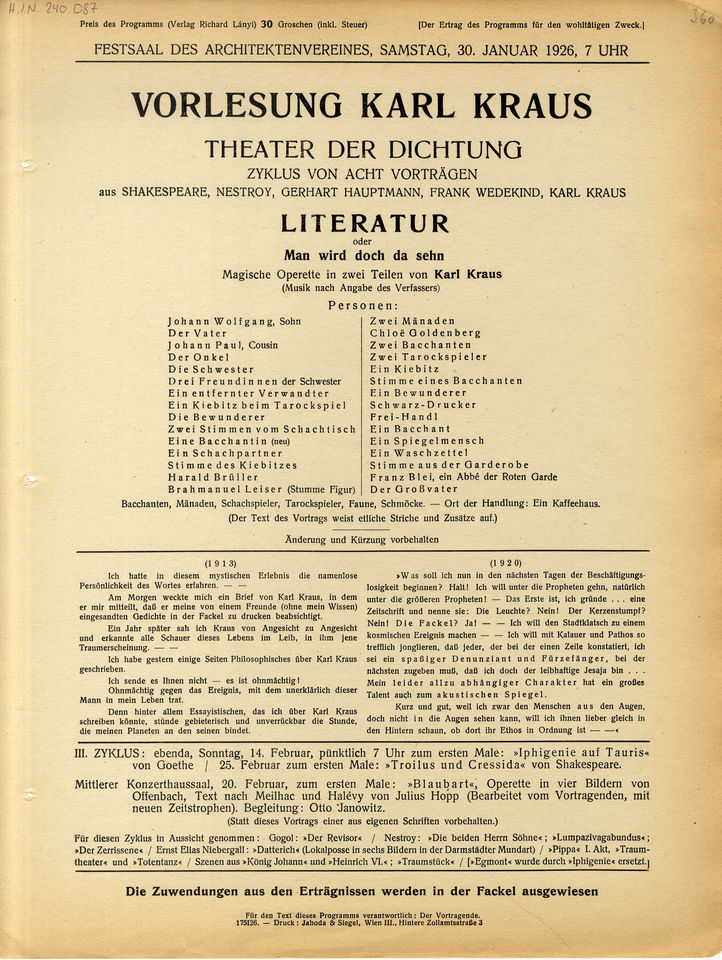 H.I.N. 240.087
360
Preis des Programms (Verlag Richard Lányi) 30 Groschen (inkl. Steuer) [Der Ertrag des Programms für den wohltätigen Zweck.]
FESTSAAL DES ARCHITEKTENVEREINES, SAMSTAG, 30. JANUAR 1926, 7 UHR
VORLESUNG KARL KRAUS
THEATER DER DICHTUNG
ZYKLUS VON ACHT VORTRÄGEN
aus SHAKESPEARE, NESTROY, GERHART HAUPTMANN, FRANK WEDEKIND, KARL KRAUS
LITERATUR
oder
Man wird doch da sehn
Magische Operette in zwei Teilen von Karl Kraus
(Musik nach Angabe des Verfassers)
Personen:
Johann Wolfgang, Sohn
Der Vater
Johann Paul, Cousin
Der Onkel
Die Schwester
Drei Freundinnen der Schwester
Ein entfernter Verwandter
Ein Kiebitz beim Tarockspiel
Die Bewunderer
Zwei Stimmen vom Schachtisch
Eine Bacchantin (neu)
Ein Schachpartner
Stimme des Kiebitzes
Harald Brüller
Brahmanuel Leiser (Stumme Figur)
Zwei Mänaden
Chloë Goldenberg
Zwei Bacchanten
Zwei Tarockspieler
Ein Kiebitz
Stimme eines Bacchanten
Ein Bewunderer
Schwarz-Drucker
Frei-Handl
Ein Bacchant
Ein Spiegelmensch
Ein Waschzettel
Stimme aus der Garderobe
Franz Blei, ein Abbé der Roten Garde
Der Großvater
Bacchanten, Mänaden, Schachspieler, Tarockspieler, Faune, Schmöcke. — Ort der Handlung: Ein Kaffeehaus.
(Der Text des Vortrags weist etliche Striche und Zusätze auf.)
Änderung und Kürzung vorbehalten
(1913)
Ich hatte in diesem mystischen Erlebnis die namenlose
Persönlichkeit des Wortes erfahren. — —
Am Morgen weckte mich ein Brief von Karl Kraus, in dem
er mir mitteilt, daß er meine von einem Freunde (ohne mein Wissen)
eingesandten Gedichte in der Fackel zu drucken beabsichtigt.
Ein Jahr später sah ich Kraus von Angesicht zu Angesicht
und erkannte alle Schauer dieses Lebens im Leib, in ihm jene
Traumerscheinung. — —
Ich habe gestern einige Seiten Philosophisches über Karl Kraus
geschrieben.
Ich sende es Ihnen nicht — es ist ohnmächtig!
Ohnmächtig gegen das Ereignis, mit dem unerklärlich dieser
Mann in mein Leben trat.
Denn hinter allem Essayistischen, das ich über Karl Kraus
schreiben könnte, stünde gebieterisch und unverrückbar die Stunde,
die meinen Planeten an den seinen bindet.
(1920)
»Was soll ich nun in den nächsten Tagen der Beschäftigungs-
losigkeit beginnen? Halt! Ich will unter die Propheten gehn, natürlich
unter die größeren Propheten! — Das Erste ist, ich gründe . . . eine
Zeitschrift und nenne sie: Die Leuchte? Nein! Der Kerzenstumpf?
Nein! Die Fackel? Ja! — — Ich will den Stadtklatsch zu einem
kosmischen Ereignis machen — — Ich will mit Kalauer und Pathos so
trefflich jonglieren, daß jeder, der bei der einen Zeile konstatiert, ich
sei ein spaßiger Denunziant und Fürzefänger, bei der
nächsten zugeben muß, daß ich doch der leibhaftige Jesaja bin . . .
Mein leider allzu abhängiger Charakter hat ein großes
Talent auch zum akustischen Spiegel.
Kurz und gut, weil ich zwar den Menschen aus den Augen,
doch nicht in die Augen sehen kann, will ich ihnen lieber gleich in
den Hintern schaun, ob dort ihr Ethos in Ordnung ist — —«
III. ZYKLUS: ebenda, Sonntag, 14. Februar, pünktlich 7 Uhr zum ersten Male: »Iphigenie auf Tauris«
von Goethe / 25. Februar zum ersten Male: »Troilus und Cressida« von Shakespeare.
Mittlerer Konzerthaussaal, 20. Februar, zum ersten Male: »Blaubart«, Operette in vier Bildern von
Offenbach, Text nach Meilhac und Halévy von Julius Hopp (Bearbeitet vom Vortragenden, mit
neuen Zeitstrophen). Begleitung: Otto Janowitz.
(Statt dieses Vortrags einer aus eigenen Schriften vorbehalten.)
Für diesen Zyklus in Aussicht genommen: Gogol: »Der Revisor« / Nestroy: »Die beiden Herrn Söhne«; »Lumpazivagabundus«;
»Der Zerrissene« / Ernst Elias Niebergall: »Datterich« (Lokalposse in sechs Bildern in der Darmstädter Mundart) / »Pippa« I. Akt, »Traum-
theater« und »Totentanz« / Szenen aus »König Johann« und »Heinrich VI.«; »Traumstück« / [»Egmont« wurde durch »Iphigenie« ersetzt.]
Die Zuwendungen aus den Erträgnissen werden in der Fackel ausgewiesen
Für den Text dieses Programms verantwortlich: Der Vortragende.
175126. — Druck: Jahoda & Siegel, Wien III., Hintere Zollamtsstraße 3